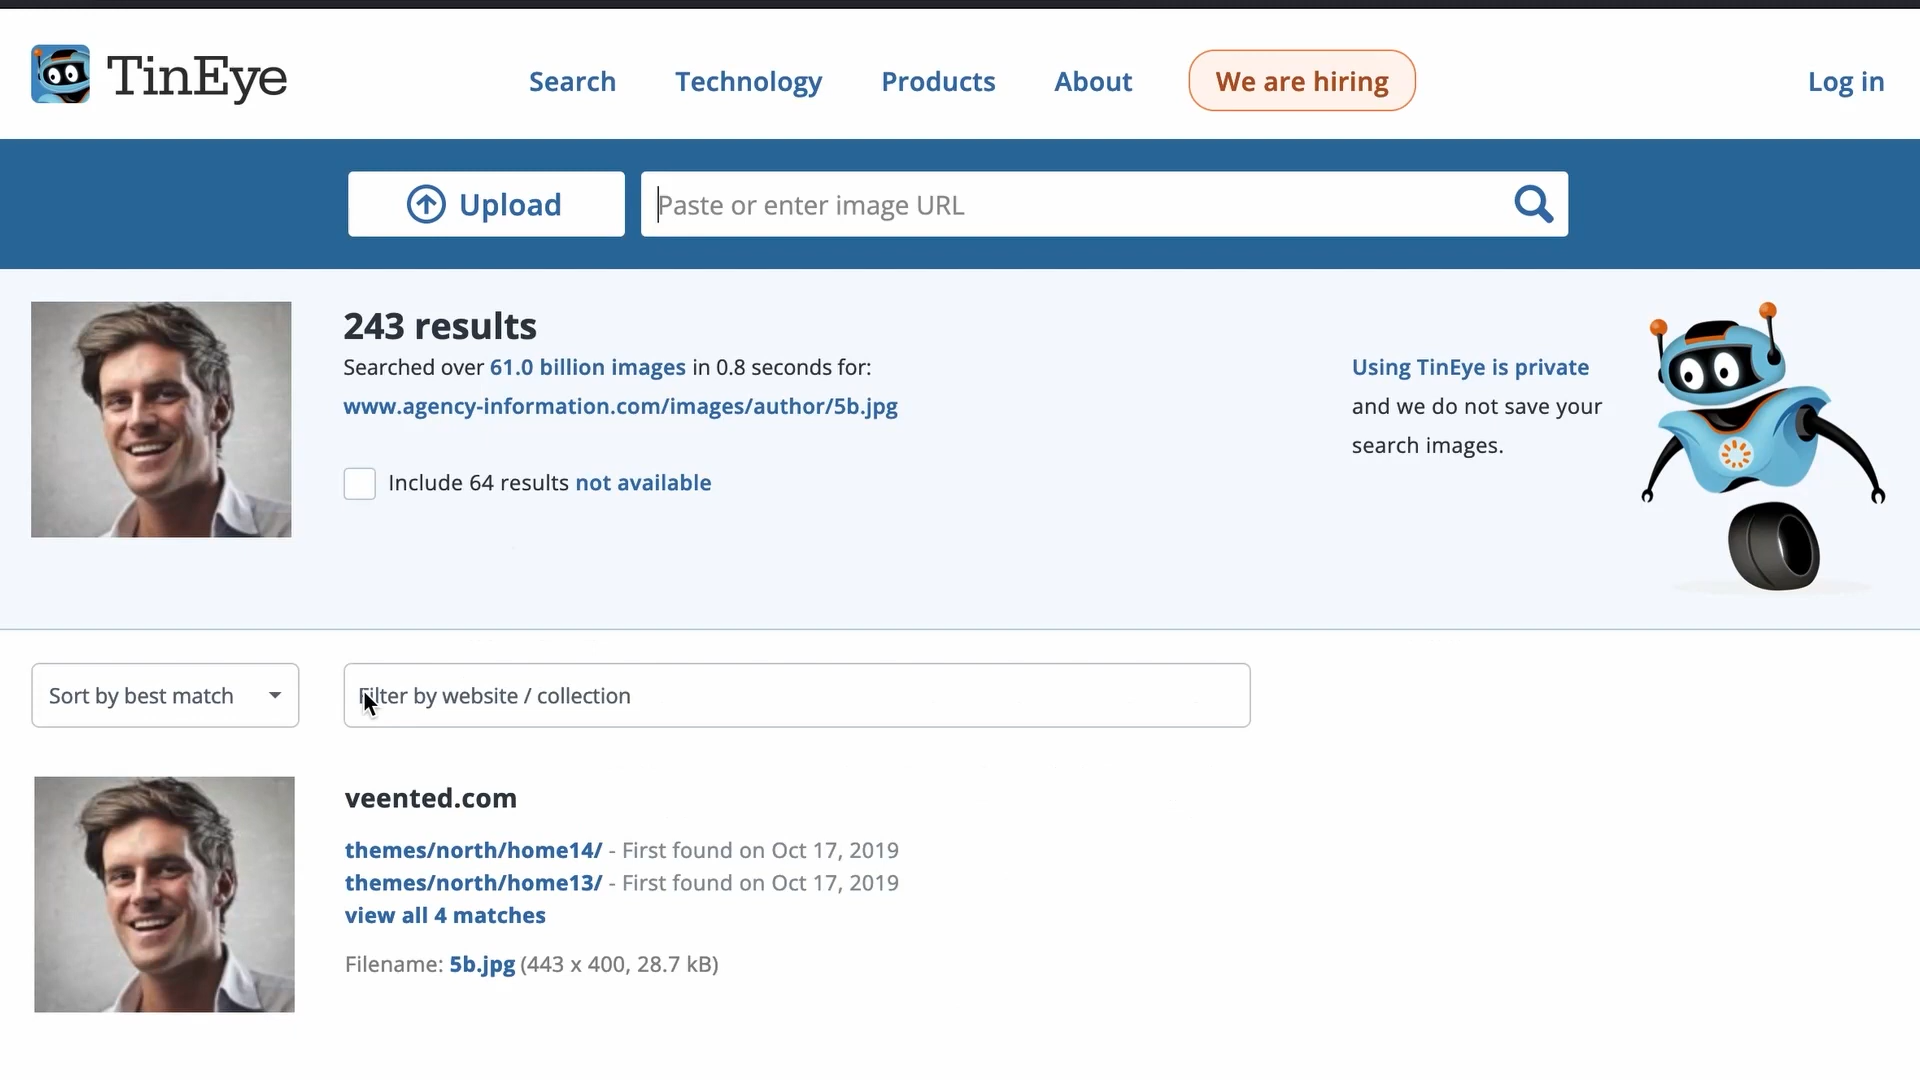 TinEye
Search Technology Products About We are hiring Log in
Upload Paste or enter image URL
243 results
Searched over 61.0 billion images in 0.8 seconds for:
www.agency-information.com/images/author/5b.jpg
Include 64 results not available
Using TinEye is private
and we do not save your
search images.
Sort by best match Filter by website / collection
veented.com
themes/north/home14/ - First found on Oct 17, 2019
themes/north/home13/ - First found on Oct 17, 2019
view all 4 matches
Filename: 5b.jpg (443 x 400, 28.7 kB)